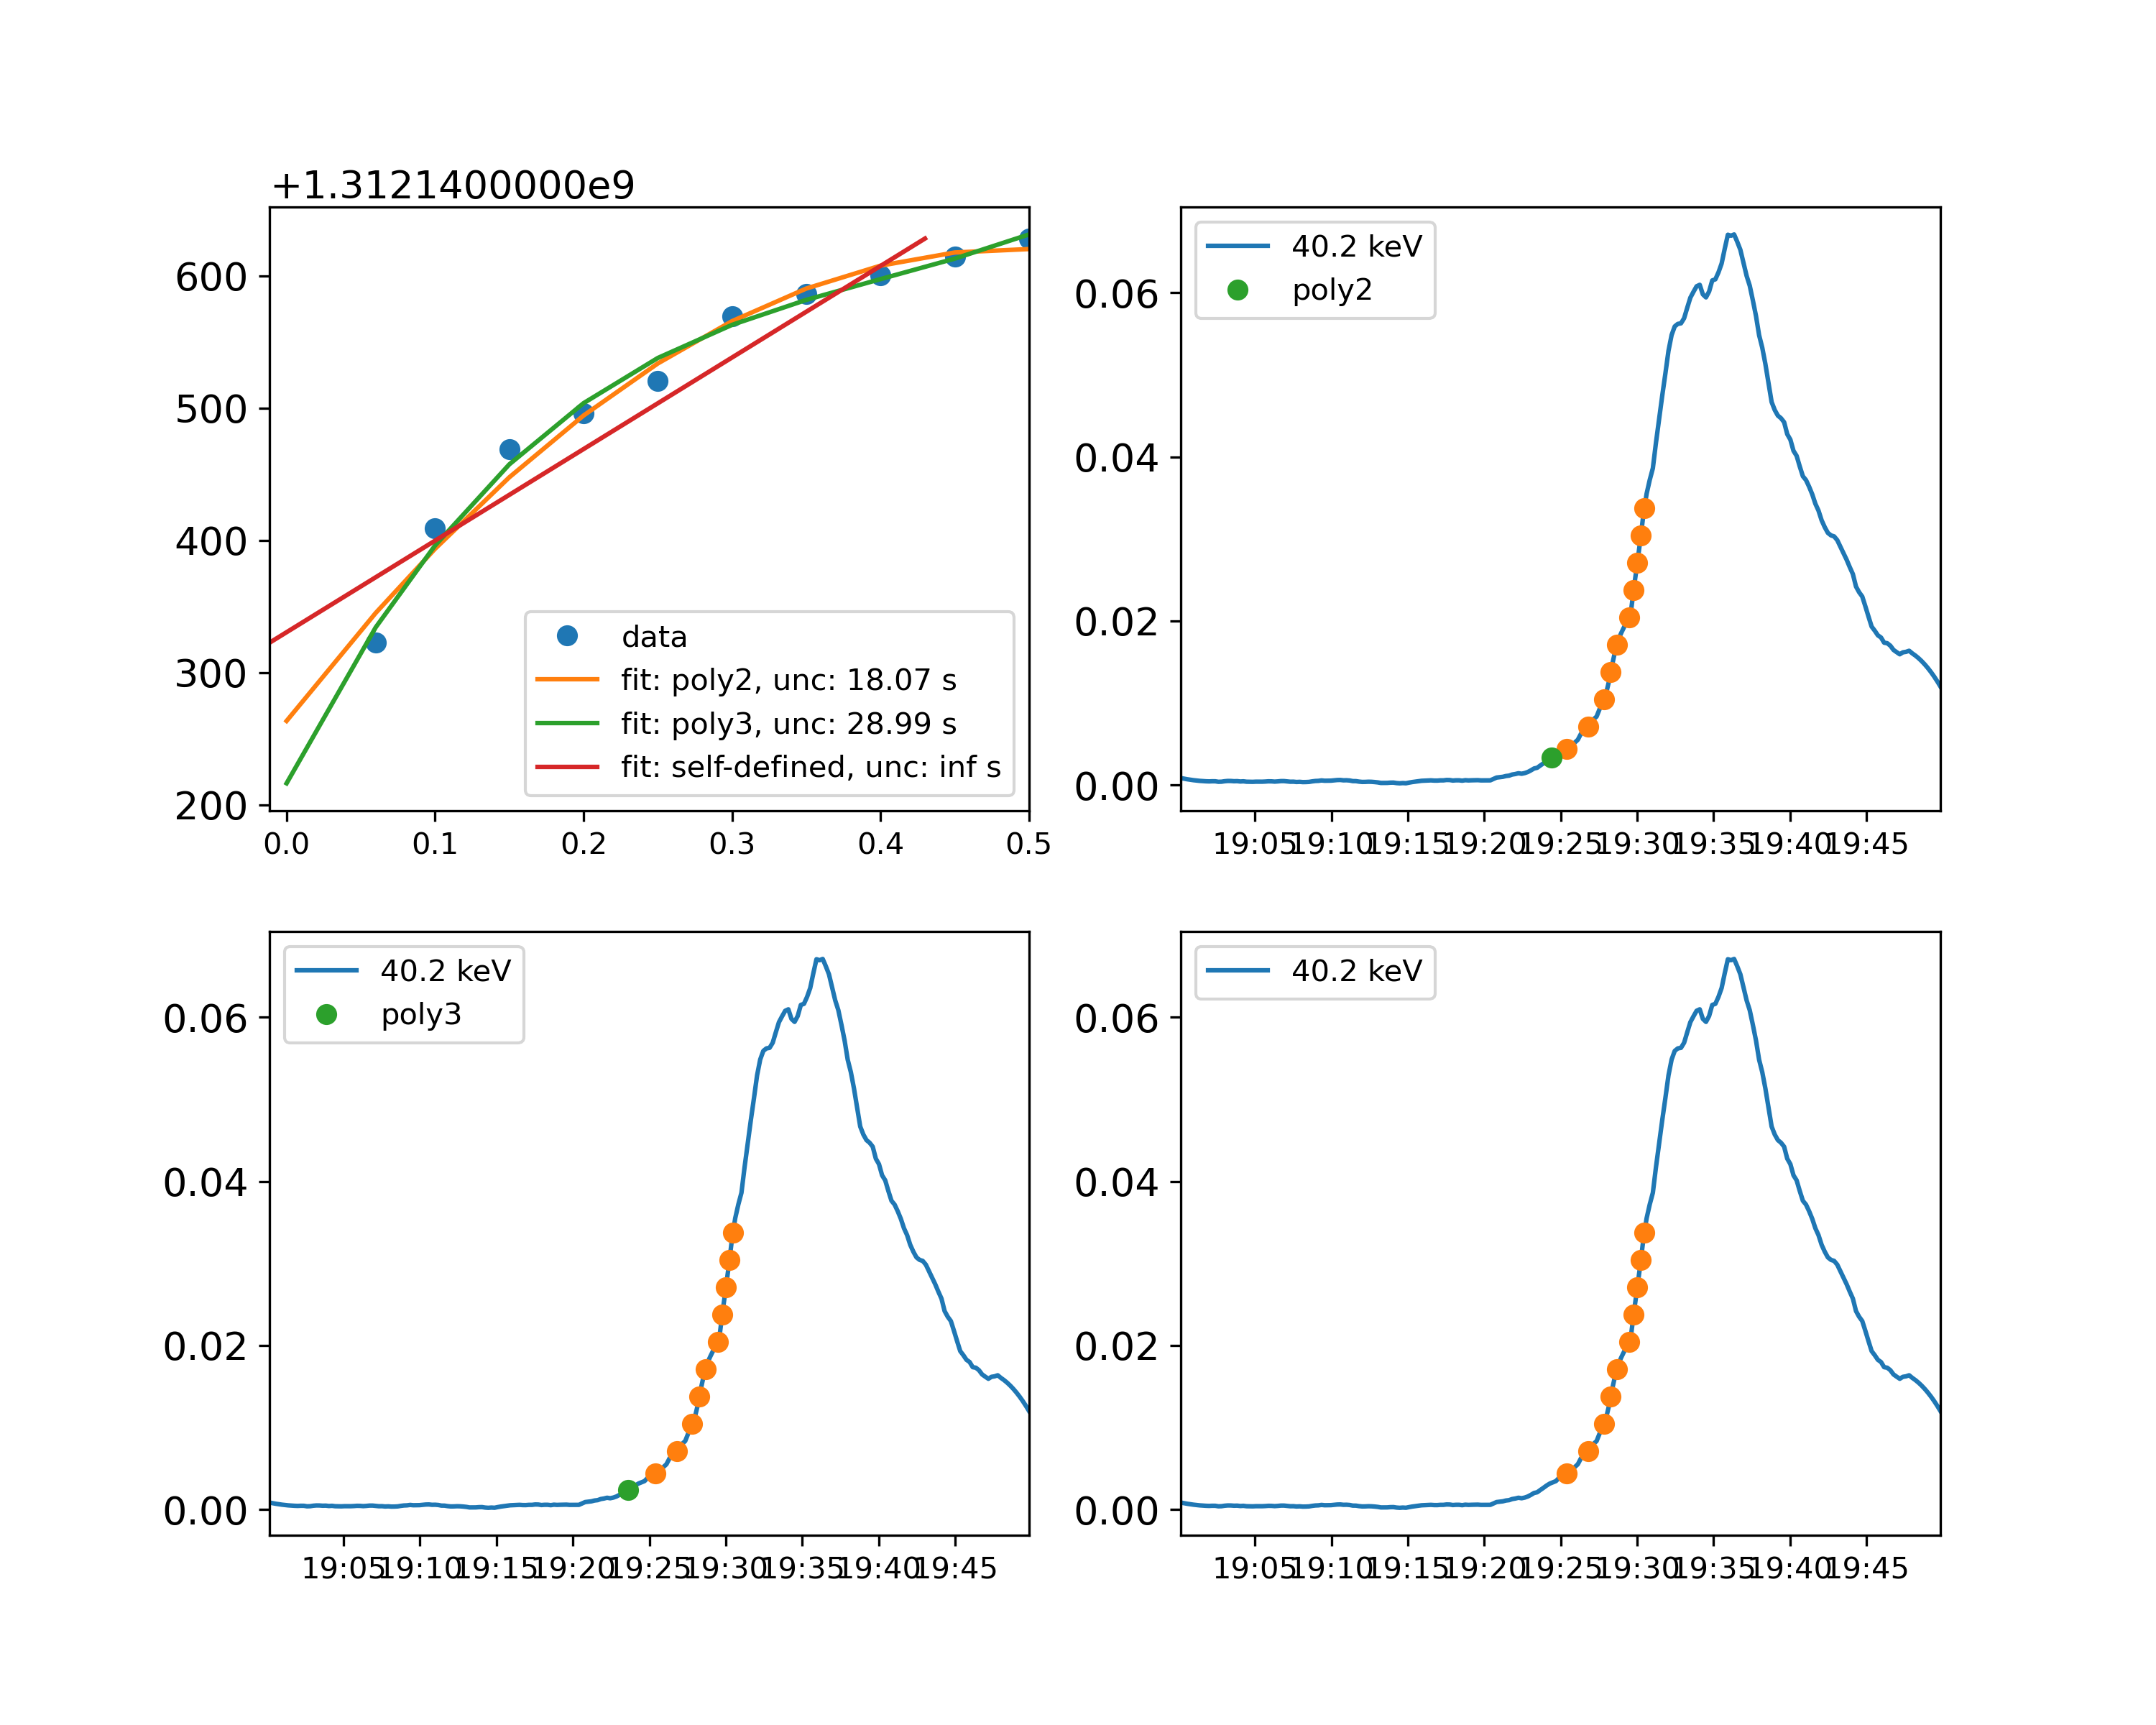 +1.31214000000e9
600
500
400
300
200
data
fit: poly2, unc: 18.07 s
fit: poly3, unc: 28.99 s
fit: self-defined, unc: inf s
0.0 0.1 0.2 0.3 0.4 0.5
40.2 keV
poly2
0.06
0.04
0.02
0.00
19:05 19:10 19:15 19:20 19:25 19:30 19:35 19:40 19:45
40.2 keV
poly3
0.06
0.04
0.02
0.00
19:05 19:10 19:15 19:20 19:25 19:30 19:35 19:40 19:45
40.2 keV
0.06
0.04
0.02
0.00
19:05 19:10 19:15 19:20 19:25 19:30 19:35 19:40 19:45